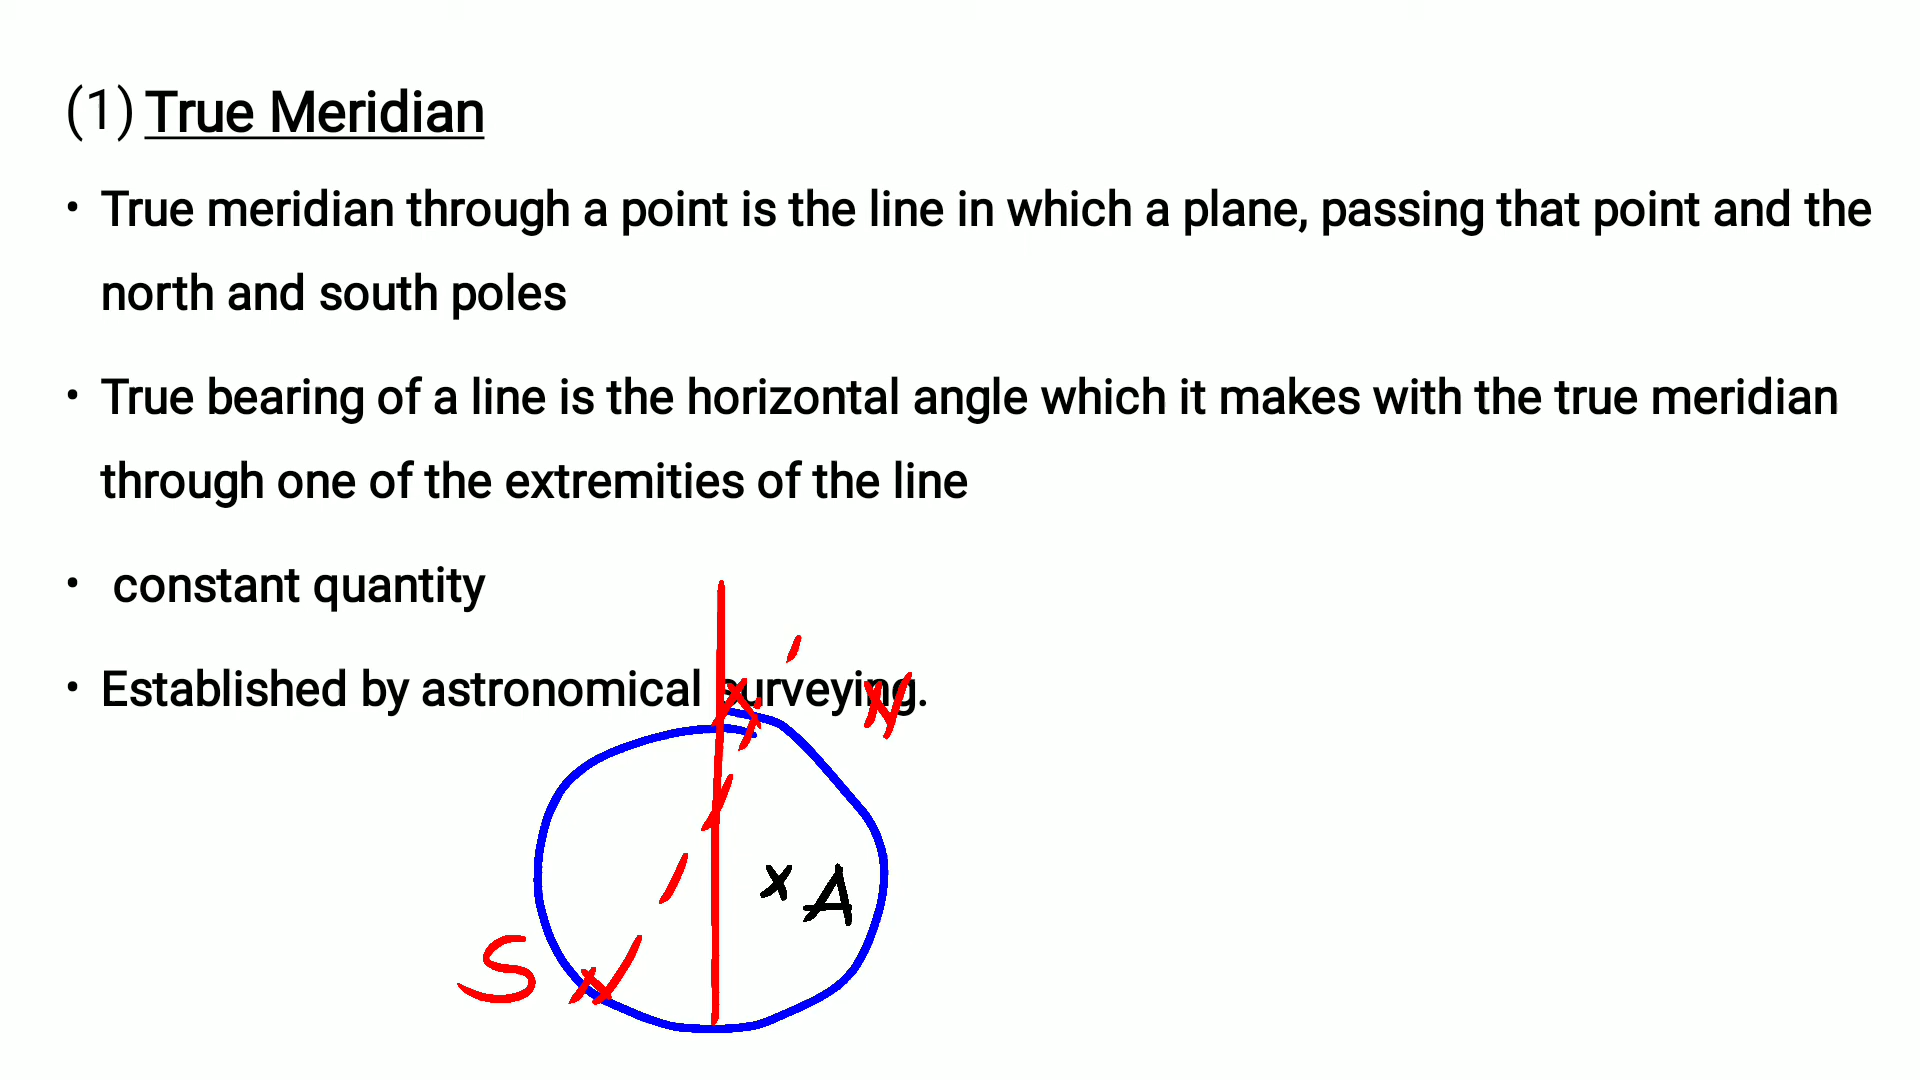 (1) True Meridian
• True meridian through a point is the line in which a plane, passing that point and the
north and south poles
• True bearing of a line is the horizontal angle which it makes with the true meridian
through one of the extremities of the line
• constant quantity
• Established by astronomical surveying.
N
x A
S